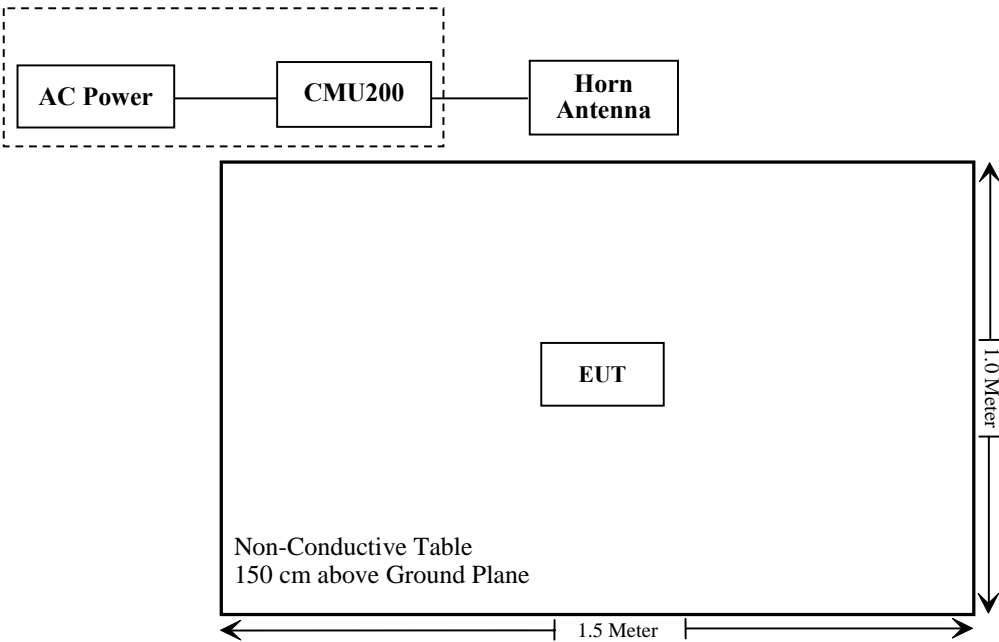 AC Power
CMU200
Horn
Antenna
EUT
1.0 Meter
Non-Conductive Table
150 cm above Ground Plane
1.5 Meter